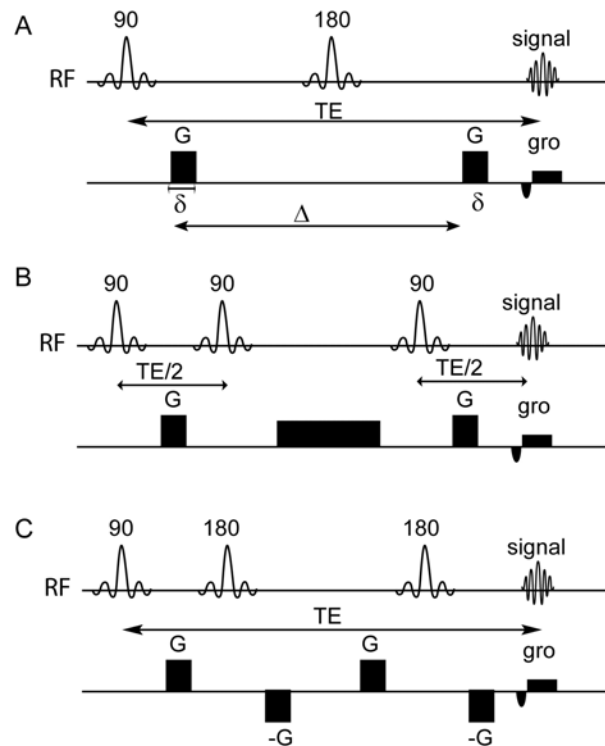 A
90 180 signal
RF
TE
G G gro
δ δ
Δ
B
90 90 90 signal
RF
TE/2 TE/2
G G gro
C
90 180 180 signal
RF
TE
G G gro
-G -G